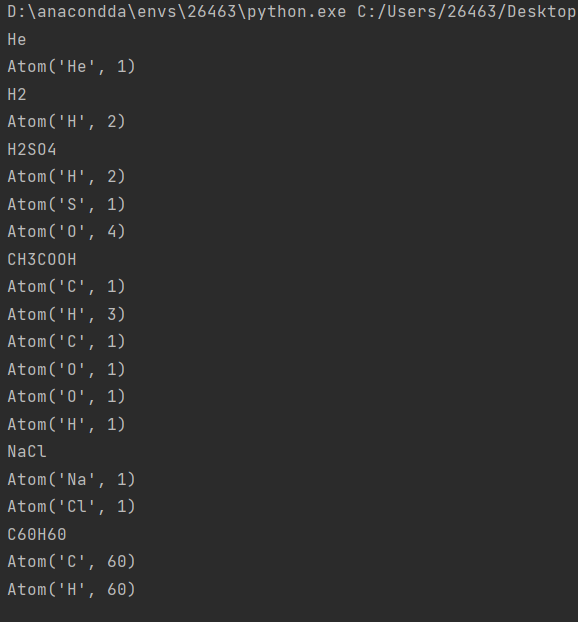 D:\anacondda\envs\26463\python.exe C:/Users/26463/Desktop
He
Atom('He', 1)
H2
Atom('H', 2)
H2SO4
Atom('H', 2)
Atom('S', 1)
Atom('O', 4)
CH3COOH
Atom('C', 1)
Atom('H', 3)
Atom('C', 1)
Atom('O', 1)
Atom('O', 1)
Atom('H', 1)
NaCl
Atom('Na', 1)
Atom('Cl', 1)
C60H60
Atom('C', 60)
Atom('H', 60)